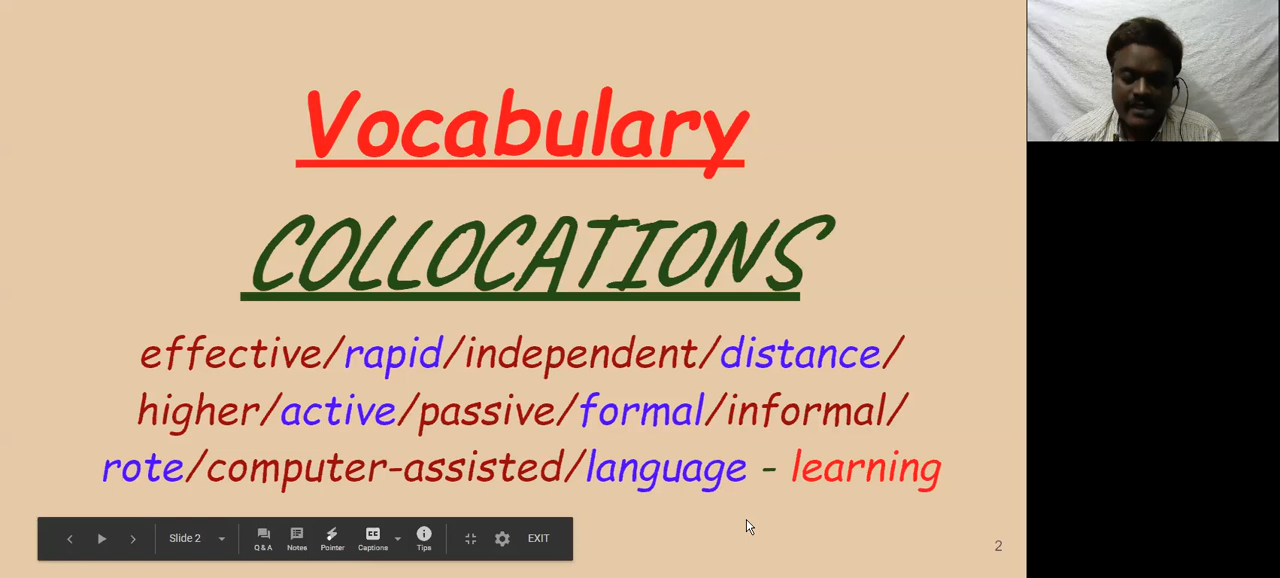 Vocabulary
COLLOCATIONS
effective/rapid/independent/distance/
higher/active/passive/formal/informal/
rote/computer-assisted/language - learning
Slide 2
Q & A
Notes
Pointer
CC
Captions
Tips
EXIT
2